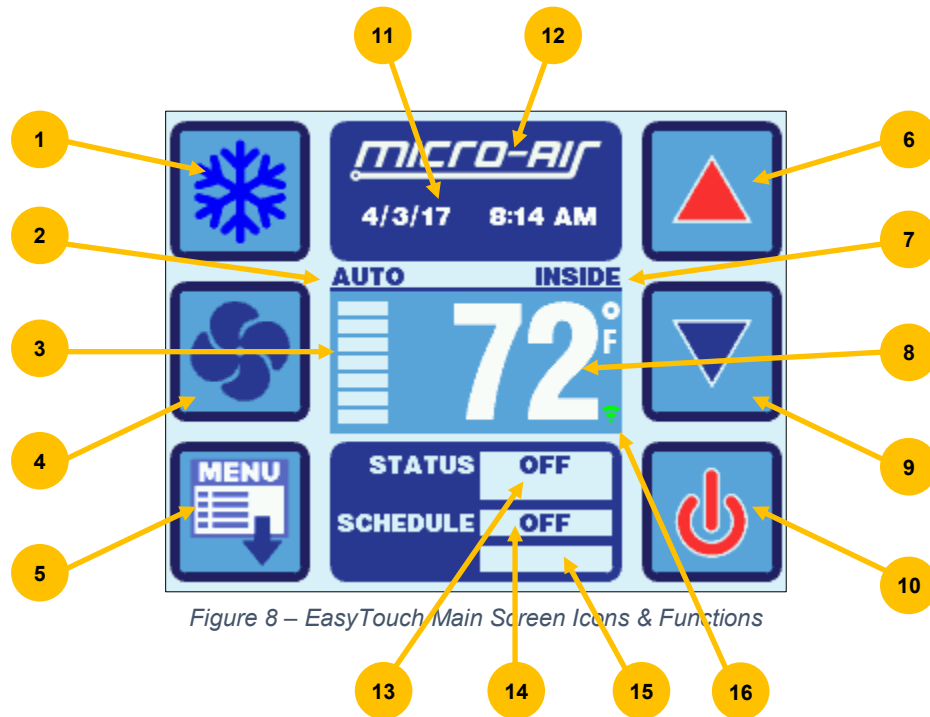 11
12
1
6
MICRO-AIR
4/3/17 8:14 AM
2
7
AUTO INSIDE
3
72°F
8
4
9
MENU
STATUS OFF
SCHEDULE OFF
5
10
Figure 8 – EasyTouch Main Screen Icons & Functions
13
14
15
16